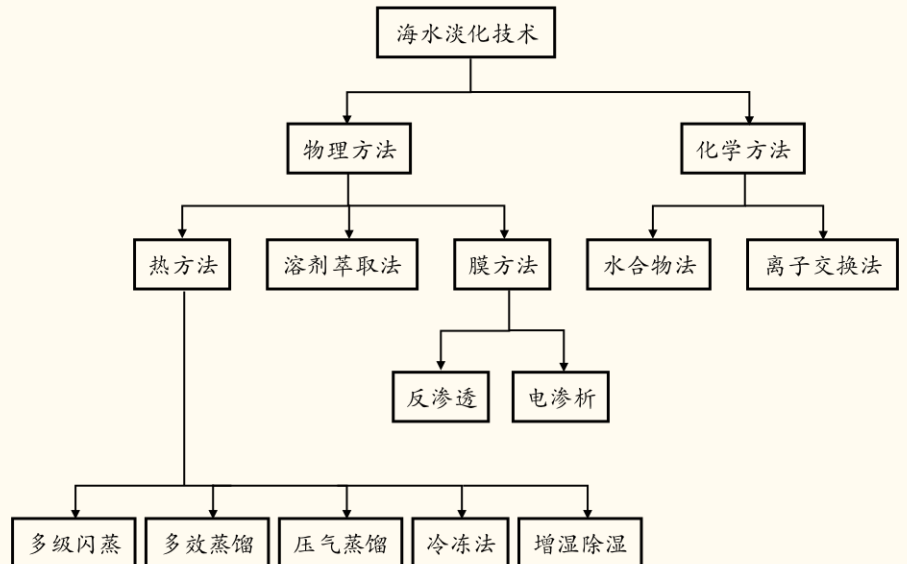 海水淡化技术
物理方法
化学方法
热方法
溶剂萃取法
膜方法
水合物法
离子交换法
反渗透
电渗析
多级闪蒸
多效蒸馏
压气蒸馏
冷冻法
增湿除湿